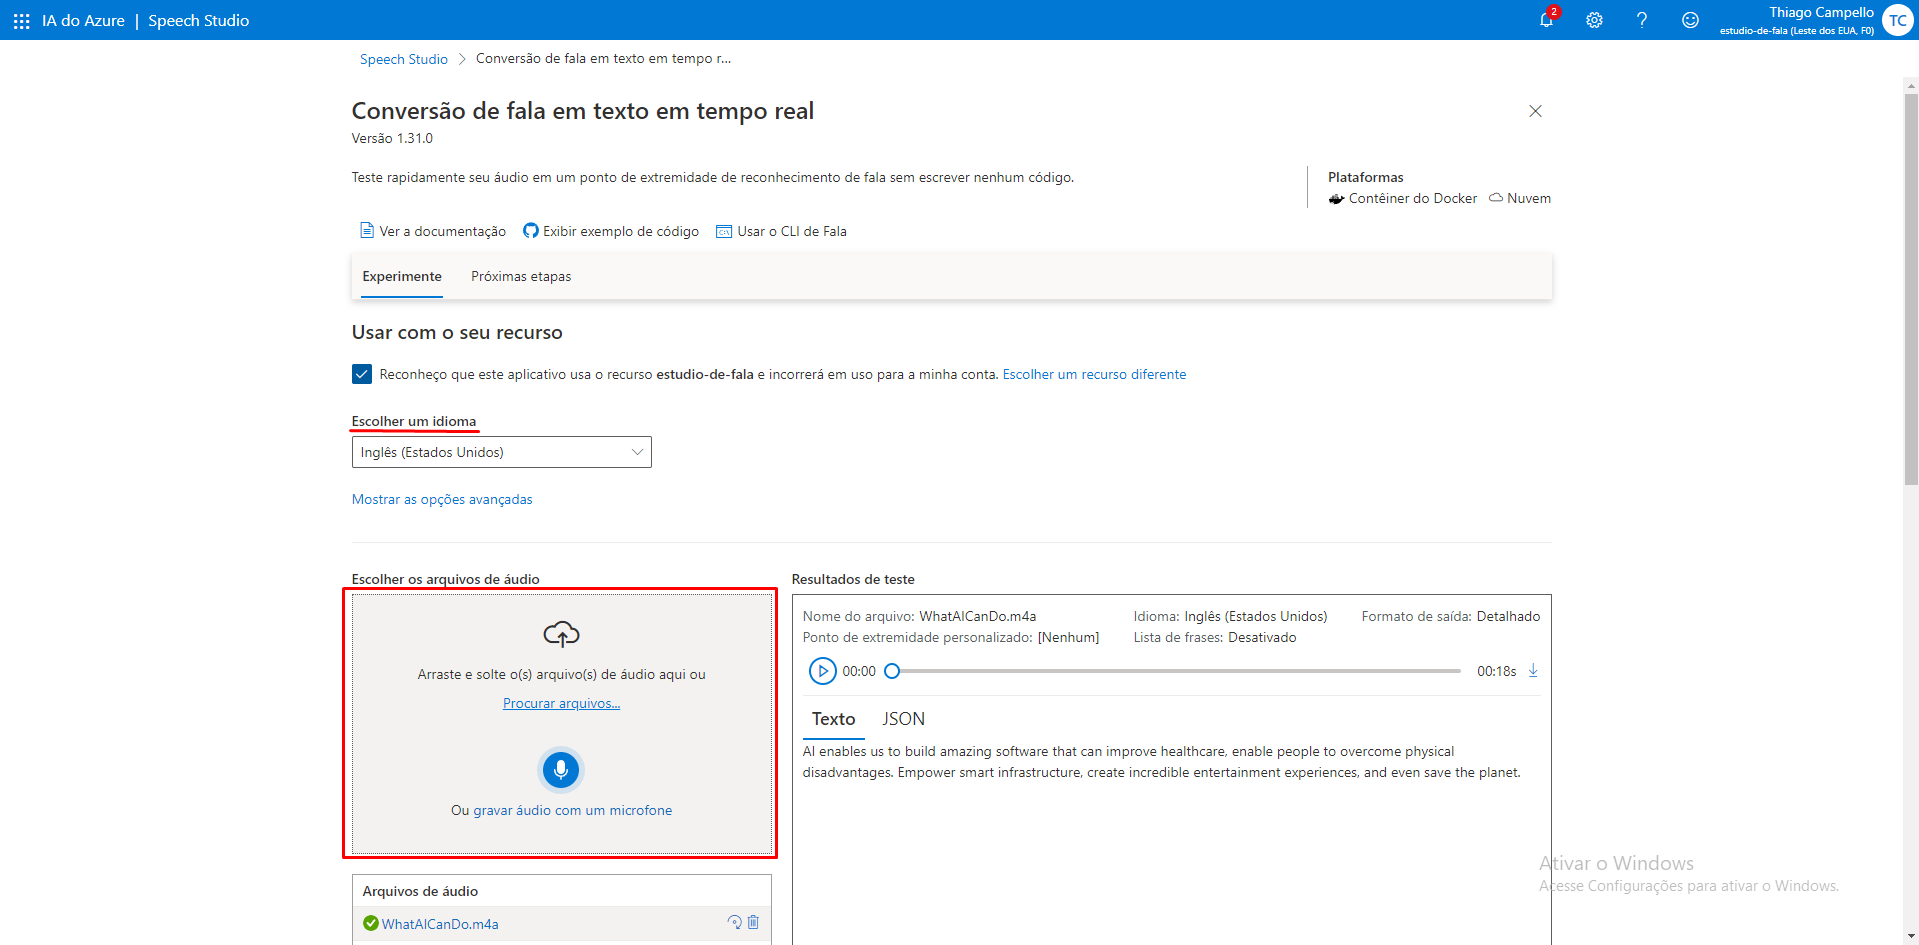 IA do Azure | Speech Studio
2
Thiago Campello
estudio-de-fala (Leste dos EUA, F0)
TC
Speech Studio > Conversão de fala em texto em tempo r...
Conversão de fala em texto em tempo real
Versão 1.31.0
Teste rapidamente seu áudio em um ponto de extremidade de reconhecimento de fala sem escrever nenhum código.
Plataformas
Contêiner do Docker Nuvem
Ver a documentação Exibir exemplo de código Usar o CLI de Fala
Experimente Próximas etapas
Usar com o seu recurso
Reconheço que este aplicativo usa o recurso estudio-de-fala e incorrerá em uso para a minha conta. Escolher um recurso diferente
Escolher um idioma
Inglês (Estados Unidos)
Mostrar as opções avançadas
Escolher os arquivos de áudio
Arraste e solte o(s) arquivo(s) de áudio aqui ou
Procurar arquivos...
Ou gravar áudio com um microfone
Arquivos de áudio
WhatAICanDo.m4a
Resultados de teste
Nome do arquivo: WhatAICanDo.m4a Idioma: Inglês (Estados Unidos) Formato de saída: Detalhado
Ponto de extremidade personalizado: [Nenhum] Lista de frases: Desativado
00:00 00:18s
Texto JSON
AI enables us to build amazing software that can improve healthcare, enable people to overcome physical
disadvantages. Empower smart infrastructure, create incredible entertainment experiences, and even save the planet.
Ativar o Windows
Acesse Configurações para ativar o Windows.